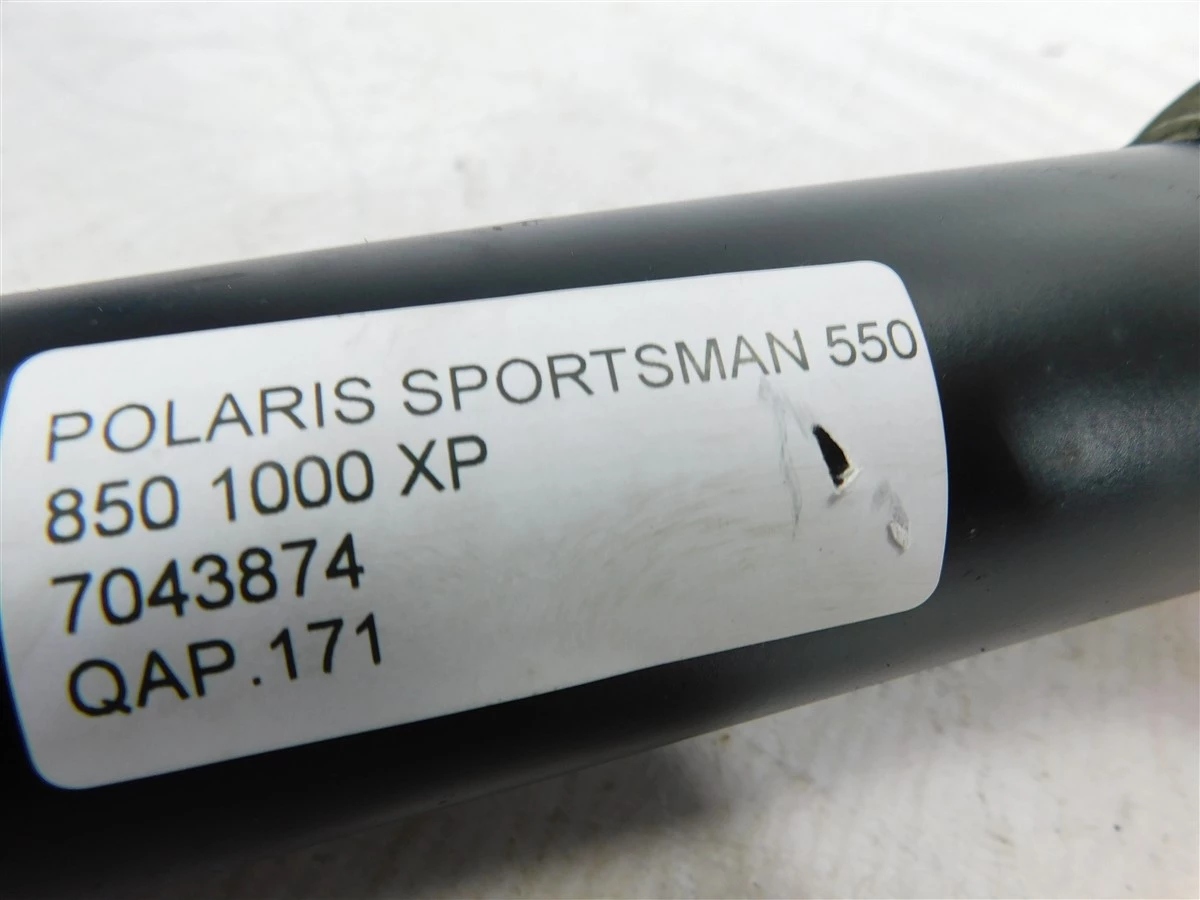 POLARIS SPORTSMAN 550
850 1000 XP
7043874
QAP.171